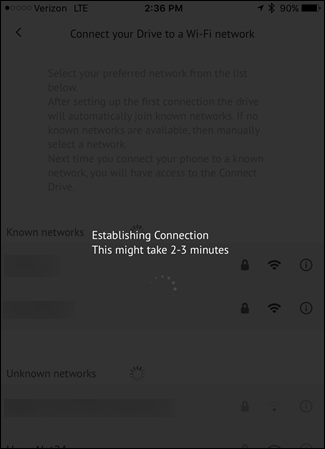 Verizon LTE 2:36 PM 90%
Connect your Drive to a Wi-Fi network
Select your preferred network from the list
below.
After setting up the first connection the drive
will automatically join known networks. If no
known networks are available, then manually
select a network.
Next time you connect your phone to a known
network, you will have access to the Connect
Drive.
Known networks
Establishing Connection
This might take 2-3 minutes
Unknown networks